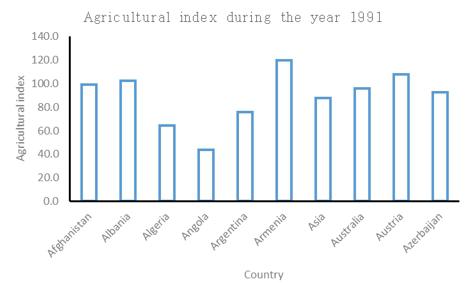 Agricultural index during the year 1991
140.0
120.0
100.0
80.0
60.0
40.0
20.0
0.0
Agricultural index
Afghanistan
Albania
Algeria
Angola
Argentina
Armenia
Asia
Australia
Austria
Azerbaijan
Country